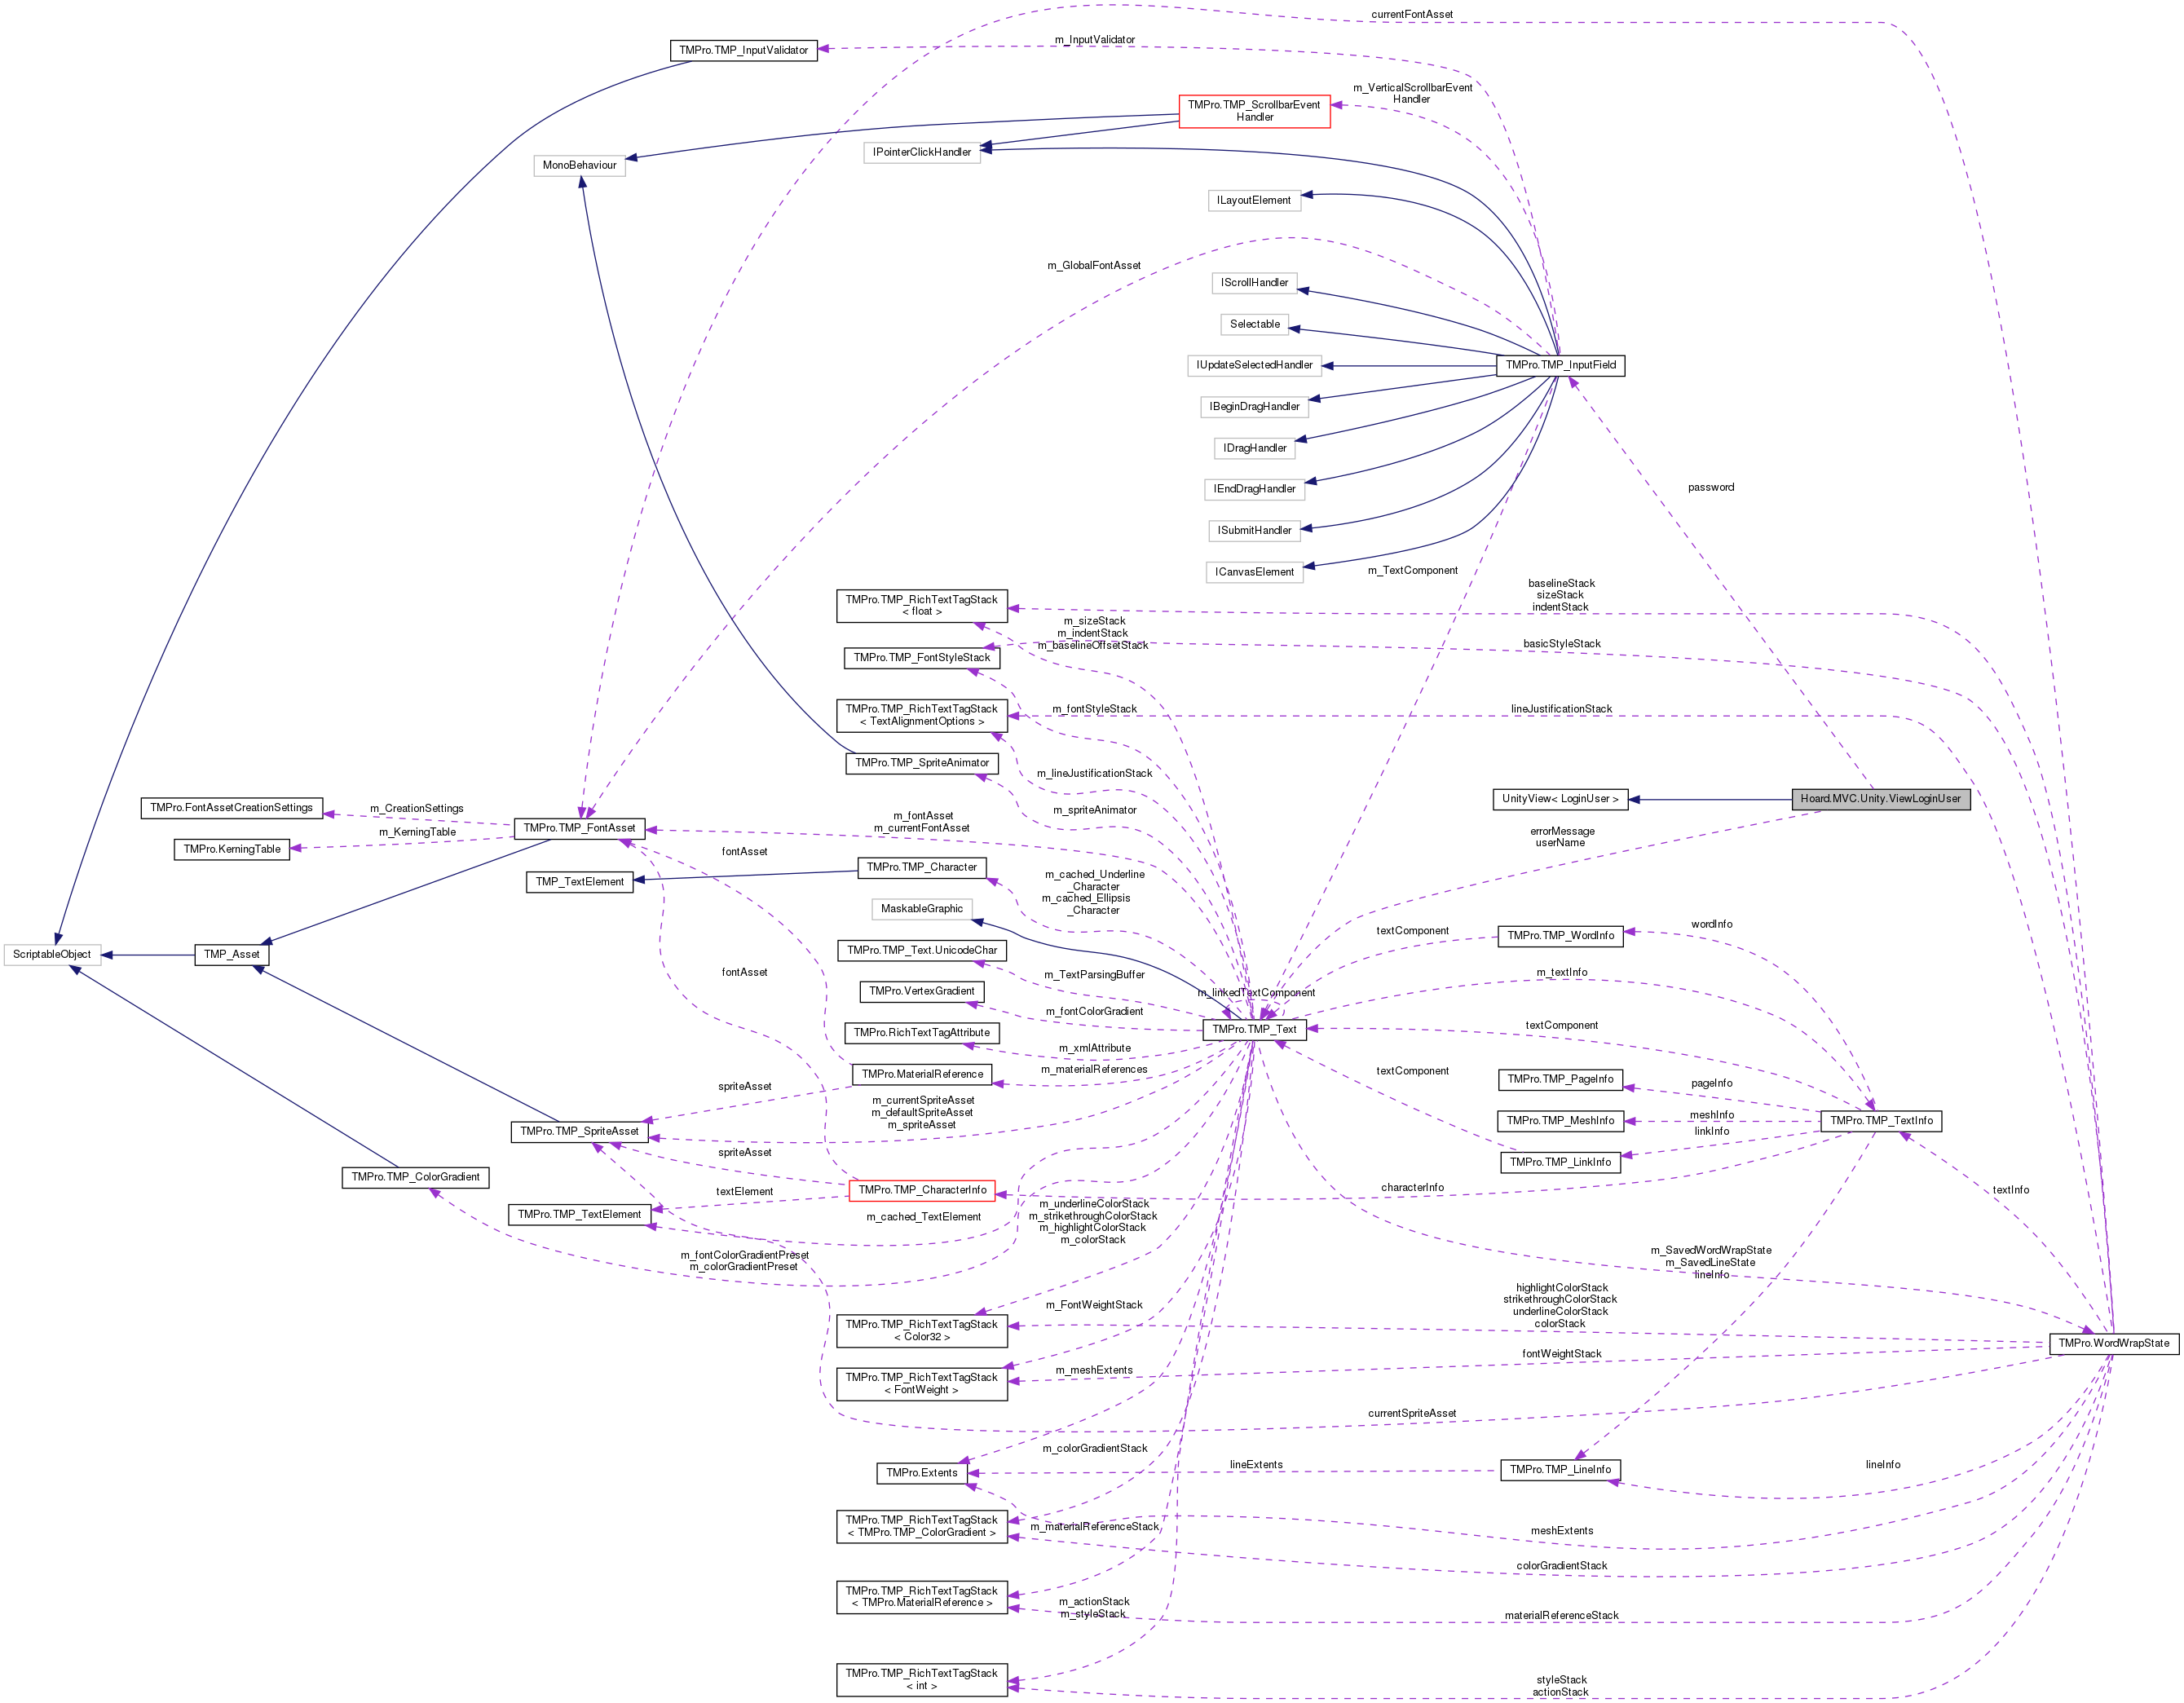 currentFontAsset
m_InputValidator
TMPro.TMP_InputValidator
m_VerticalScrollbarEvent
Handler
TMPro.TMP_ScrollbarEvent
Handler
IPointerClickHandler
MonoBehaviour
ILayoutElement
m_GlobalFontAsset
IScrollHandler
Selectable
IUpdateSelectedHandler
TMPro.TMP_InputField
IBeginDragHandler
IDragHandler
IEndDragHandler
password
ISubmitHandler
ICanvasElement
m_TextComponent
TMPro.TMP_RichTextTagStack
< float >
baselineStack
sizeStack
indentStack
m_sizeStack
m_indentStack
m_baselineOffsetStack
basicStyleStack
TMPro.TMP_FontStyleStack
TMPro.TMP_RichTextTagStack
< TextAlignmentOptions >
m_fontStyleStack
lineJustificationStack
TMPro.TMP_SpriteAnimator
m_lineJustificationStack
UnityView< LoginUser >
Hoard.MVC.Unity.ViewLoginUser
TMPro.FontAssetCreationSettings
m_CreationSettings
m_spriteAnimator
m_fontAsset
m_currentFontAsset
TMPro.TMP_FontAsset
m_KerningTable
TMPro.KerningTable
errorMessage
userName
fontAsset
TMPro.TMP_Character
TMP_TextElement
m_cached_Underline
_Character
m_cached_Ellipsis
_Character
MaskableGraphic
wordInfo
textComponent
TMPro.TMP_WordInfo
TMPro.TMP_Text.UnicodeChar
ScriptableObject
TMP_Asset
fontAsset
m_TextParsingBuffer
m_textInfo
TMPro.VertexGradient
m_linkedTextComponent
m_fontColorGradient
TMPro.RichTextTagAttribute
TMPro.TMP_Text
textComponent
m_xmlAttribute
TMPro.MaterialReference
m_materialReferences
textComponent
TMPro.TMP_PageInfo
pageInfo
spriteAsset
m_currentSpriteAsset
m_defaultSpriteAsset
m_spriteAsset
TMPro.TMP_MeshInfo
meshInfo
TMPro.TMP_TextInfo
TMPro.TMP_SpriteAsset
linkInfo
spriteAsset
TMPro.TMP_LinkInfo
TMPro.TMP_ColorGradient
textElement
TMPro.TMP_CharacterInfo
characterInfo
textInfo
TMPro.TMP_TextElement
m_cached_TextElement
m_underlineColorStack
m_strikethroughColorStack
m_highlightColorStack
m_colorStack
m_fontColorGradientPreset
m_colorGradientPreset
m_SavedWordWrapState
m_SavedLineState
lineInfo
highlightColorStack
strikethroughColorStack
underlineColorStack
colorStack
m_FontWeightStack
TMPro.TMP_RichTextTagStack
< Color32 >
TMPro.WordWrapState
fontWeightStack
m_meshExtents
TMPro.TMP_RichTextTagStack
< FontWeight >
currentSpriteAsset
m_colorGradientStack
TMPro.Extents
lineExtents
TMPro.TMP_LineInfo
lineInfo
TMPro.TMP_RichTextTagStack
< TMPro.TMP_ColorGradient >
m_materialReferenceStack
meshExtents
colorGradientStack
TMPro.TMP_RichTextTagStack
< TMPro.MaterialReference >
m_actionStack
m_styleStack
materialReferenceStack
TMPro.TMP_RichTextTagStack
< int >
styleStack
actionStack